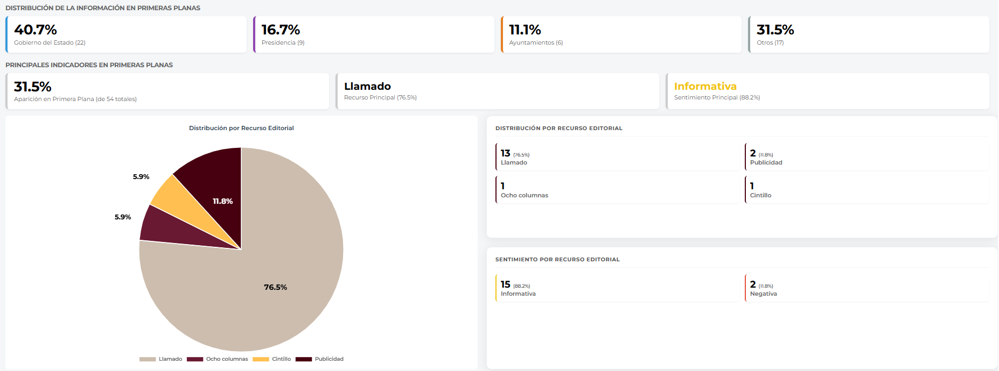 DISTRIBUCIÓN DE LA INFORMACIÓN EN PRIMERAS PLANAS
40.7%
Gobierno del Estado (22)
16.7%
Presidencia (9)
11.1%
Ayuntamientos (6)
31.5%
Otros (17)
PRINCIPALES INDICADORES EN PRIMERAS PLANAS
31.5%
Aparición en Primera Plana (de 54 totales)
Llamado
Recurso Principal (76.5%)
Informativa
Sentimiento Principal (88.2%)
Distribución por Recurso Editorial
5.9%
11.8%
5.9%
76.5%
Llamado Ocho columnas Cintillo Publicidad
DISTRIBUCIÓN POR RECURSO EDITORIAL
13 (76.5%)
Llamado
2 (11.8%)
Publicidad
1
Ocho columnas
1
Cintillo
SENTIMIENTO POR RECURSO EDITORIAL
15 (88.2%)
Informativa
2 (11.8%)
Negativa